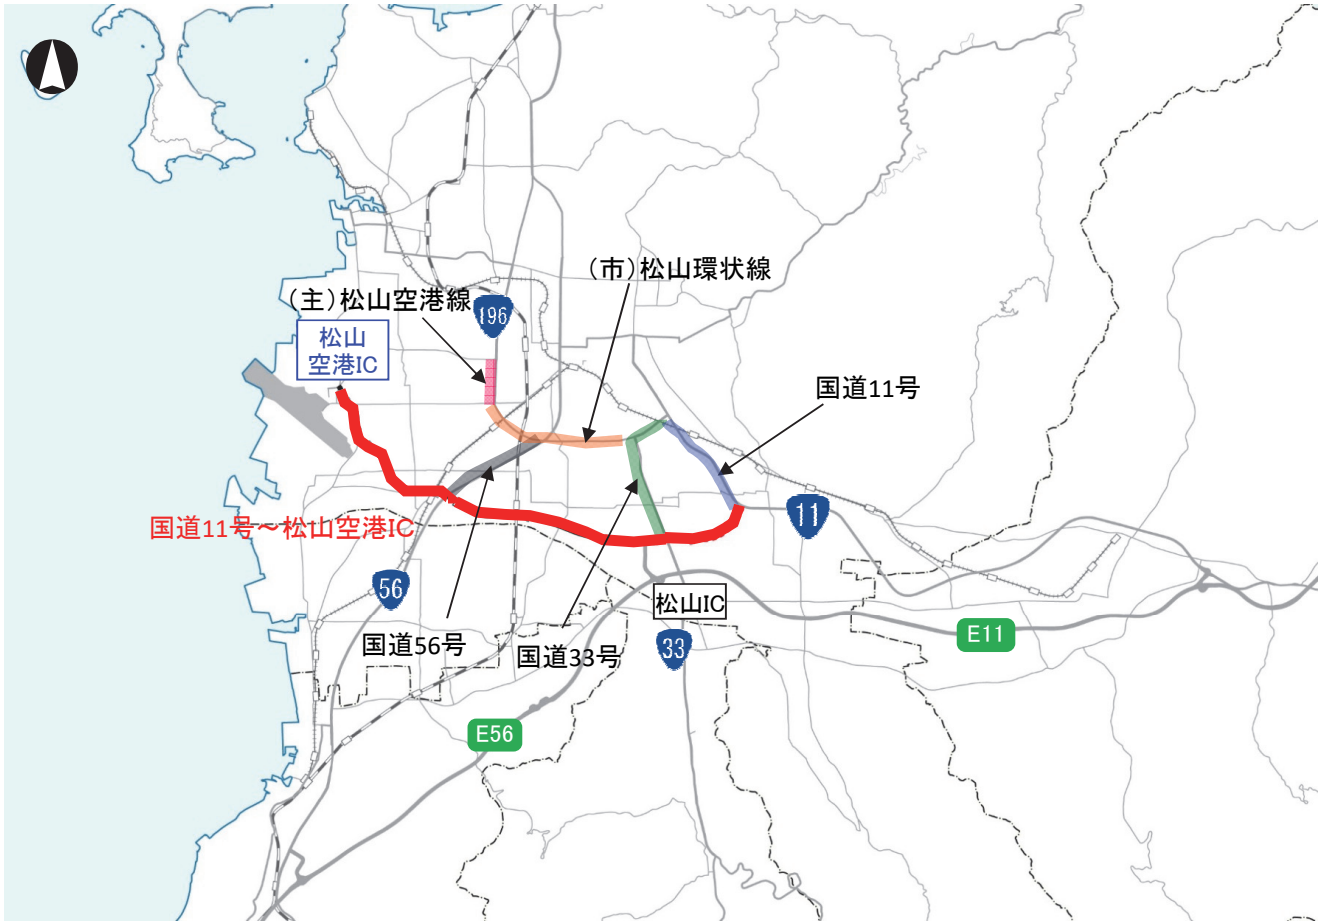 (市)松山環状線
(主)松山空港線
196
松山
空港IC
国道11号
11
国道11号～松山空港IC
56
松山IC
国道56号
国道33号
33
E11
E56